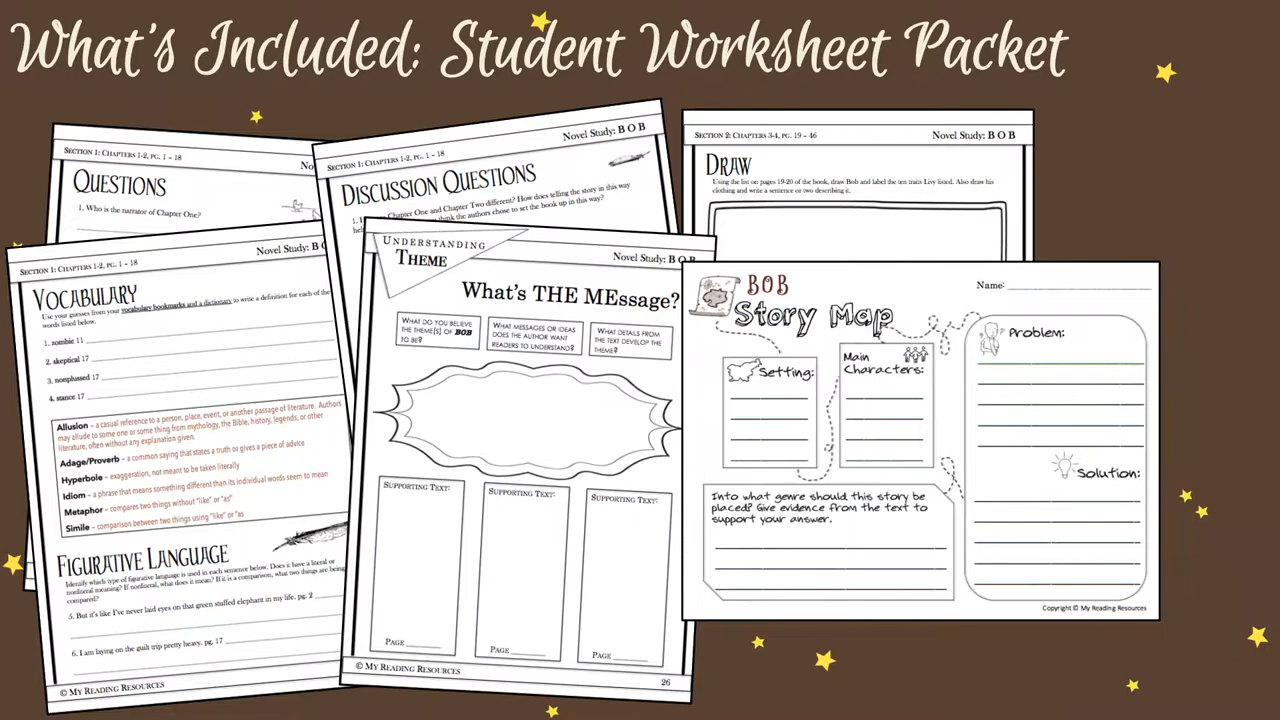 What's Included: Student Worksheet Packet
Section 1: Chapters 1-2, pg. 1 – 18
Questions
1. Who is the narrator of Chapter One?
Section 1: Chapters 1-2, pg. 1 – 18
Novel Study: B O B
Discussion Questions
Chapter One and Chapter Two different? How does telling the story in this way
think the authors chose to set the book up in this way?
Section 2: Chapters 3-4, pg. 19 – 46
Novel Study: B O B
Draw
Using the list on pages 19-20 of the book, draw Bob and label the ten traits Livy listed. Also draw his
clothing and write a sentence or two describing it.
Section 1: Chapters 1-2, pg. 1 – 18
Novel Study: B O
Vocabulary
Use your guesses from your vocabulary bookmarks and a dictionary to write a definition for each of the
words listed below.
1. zombie 11
2. skeptical 17
3. nonplussed 17
4. stance 17
Allusion – a casual reference to a person, place, event, or another passage of literature. Authors
may allude to some one or some thing from mythology, the Bible, history, legends, or other
literature, often without any explanation given.
Adage/Proverb – a common saying that states a truth or gives a piece of advice
Hyperbole – exaggeration, not meant to be taken literally
Idiom – a phrase that means something different than its individual words seem to mean
Metaphor – compares two things without "like" or "as"
Simile – comparison between two things using "like" or "as
Figurative Language
Identify which type of figurative language is used in each sentence below. Does it have a literal or
nonliteral meaning? If nonliteral, what does it mean? If it is a comparison, what two things are being
compared?
5. But it's like I've never laid eyes on that green stuffed elephant in my life. pg. 2
6. I am laying on the guilt trip pretty heavy. pg. 17
© My Reading Resources
Understanding
Theme
Novel Study: B O B
What's THE MEssage?
What do you believe
the theme(s) of BOB
to be?
What messages or ideas
does the author want
readers to understand?
What details from
the text develop the
theme?
Supporting Text:
Supporting Text:
Supporting Text:
Page
Page
Page
© My Reading Resources
26
BOB
Story Map
Name:
Setting:
Main
Characters:
Problem:
Solution:
Into what genre should this story be
placed? Give evidence from the text to
support your answer.
Copyright © My Reading Resources